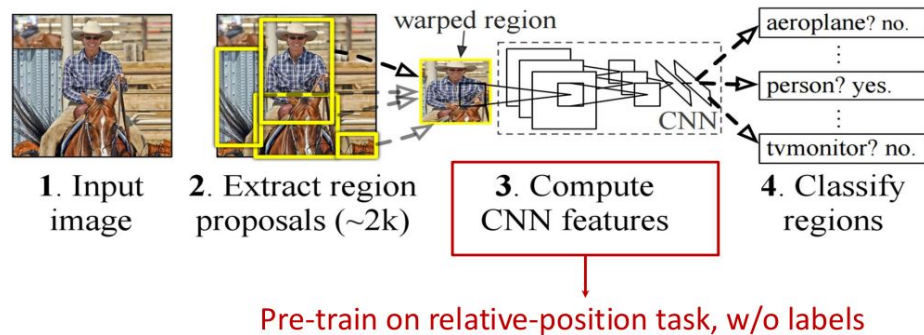 warped region
aeroplane? no.
person? yes.
CNN
tvmonitor? no.
1. Input
image
2. Extract region
proposals (~2k)
3. Compute
CNN features
4. Classify
regions
Pre-train on relative-position task, w/o labels